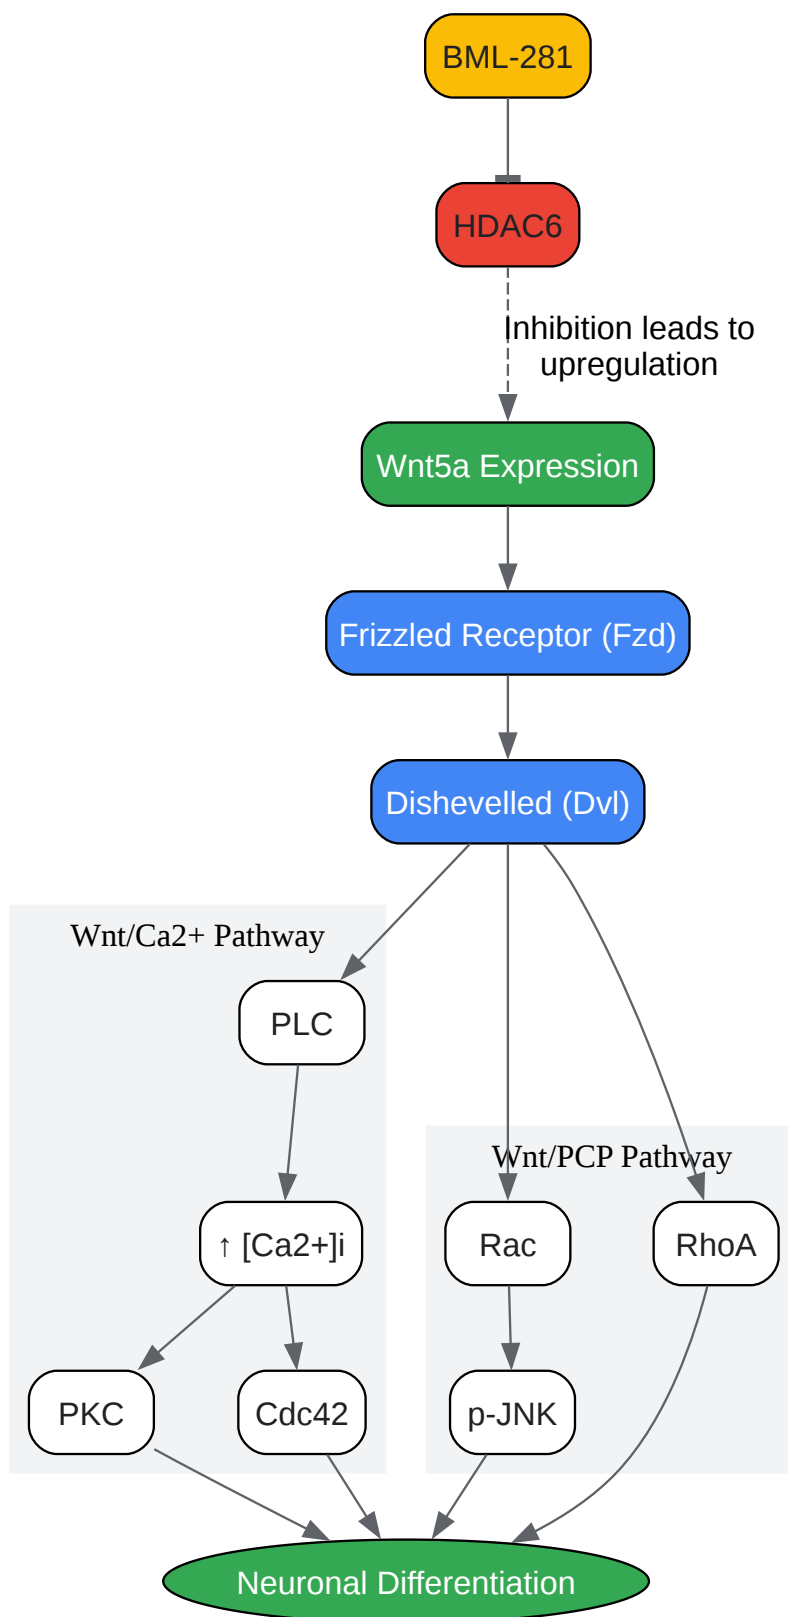 BML-281
HDAC6
Inhibition leads to
upregulation
Wnt5a Expression
Frizzled Receptor (Fzd)
Dishevelled (Dvl)
Wnt/Ca2+ Pathway
PLC
Wnt/PCP Pathway
↑ [Ca2+]i
Rac
RhoA
PKC
Cdc42
p-JNK
Neuronal Differentiation